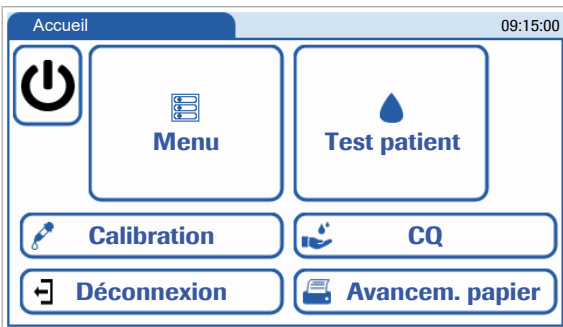 Accueil 09:15:00
Menu Test patient
Calibration CQ
Déconnexion Avancem. papier